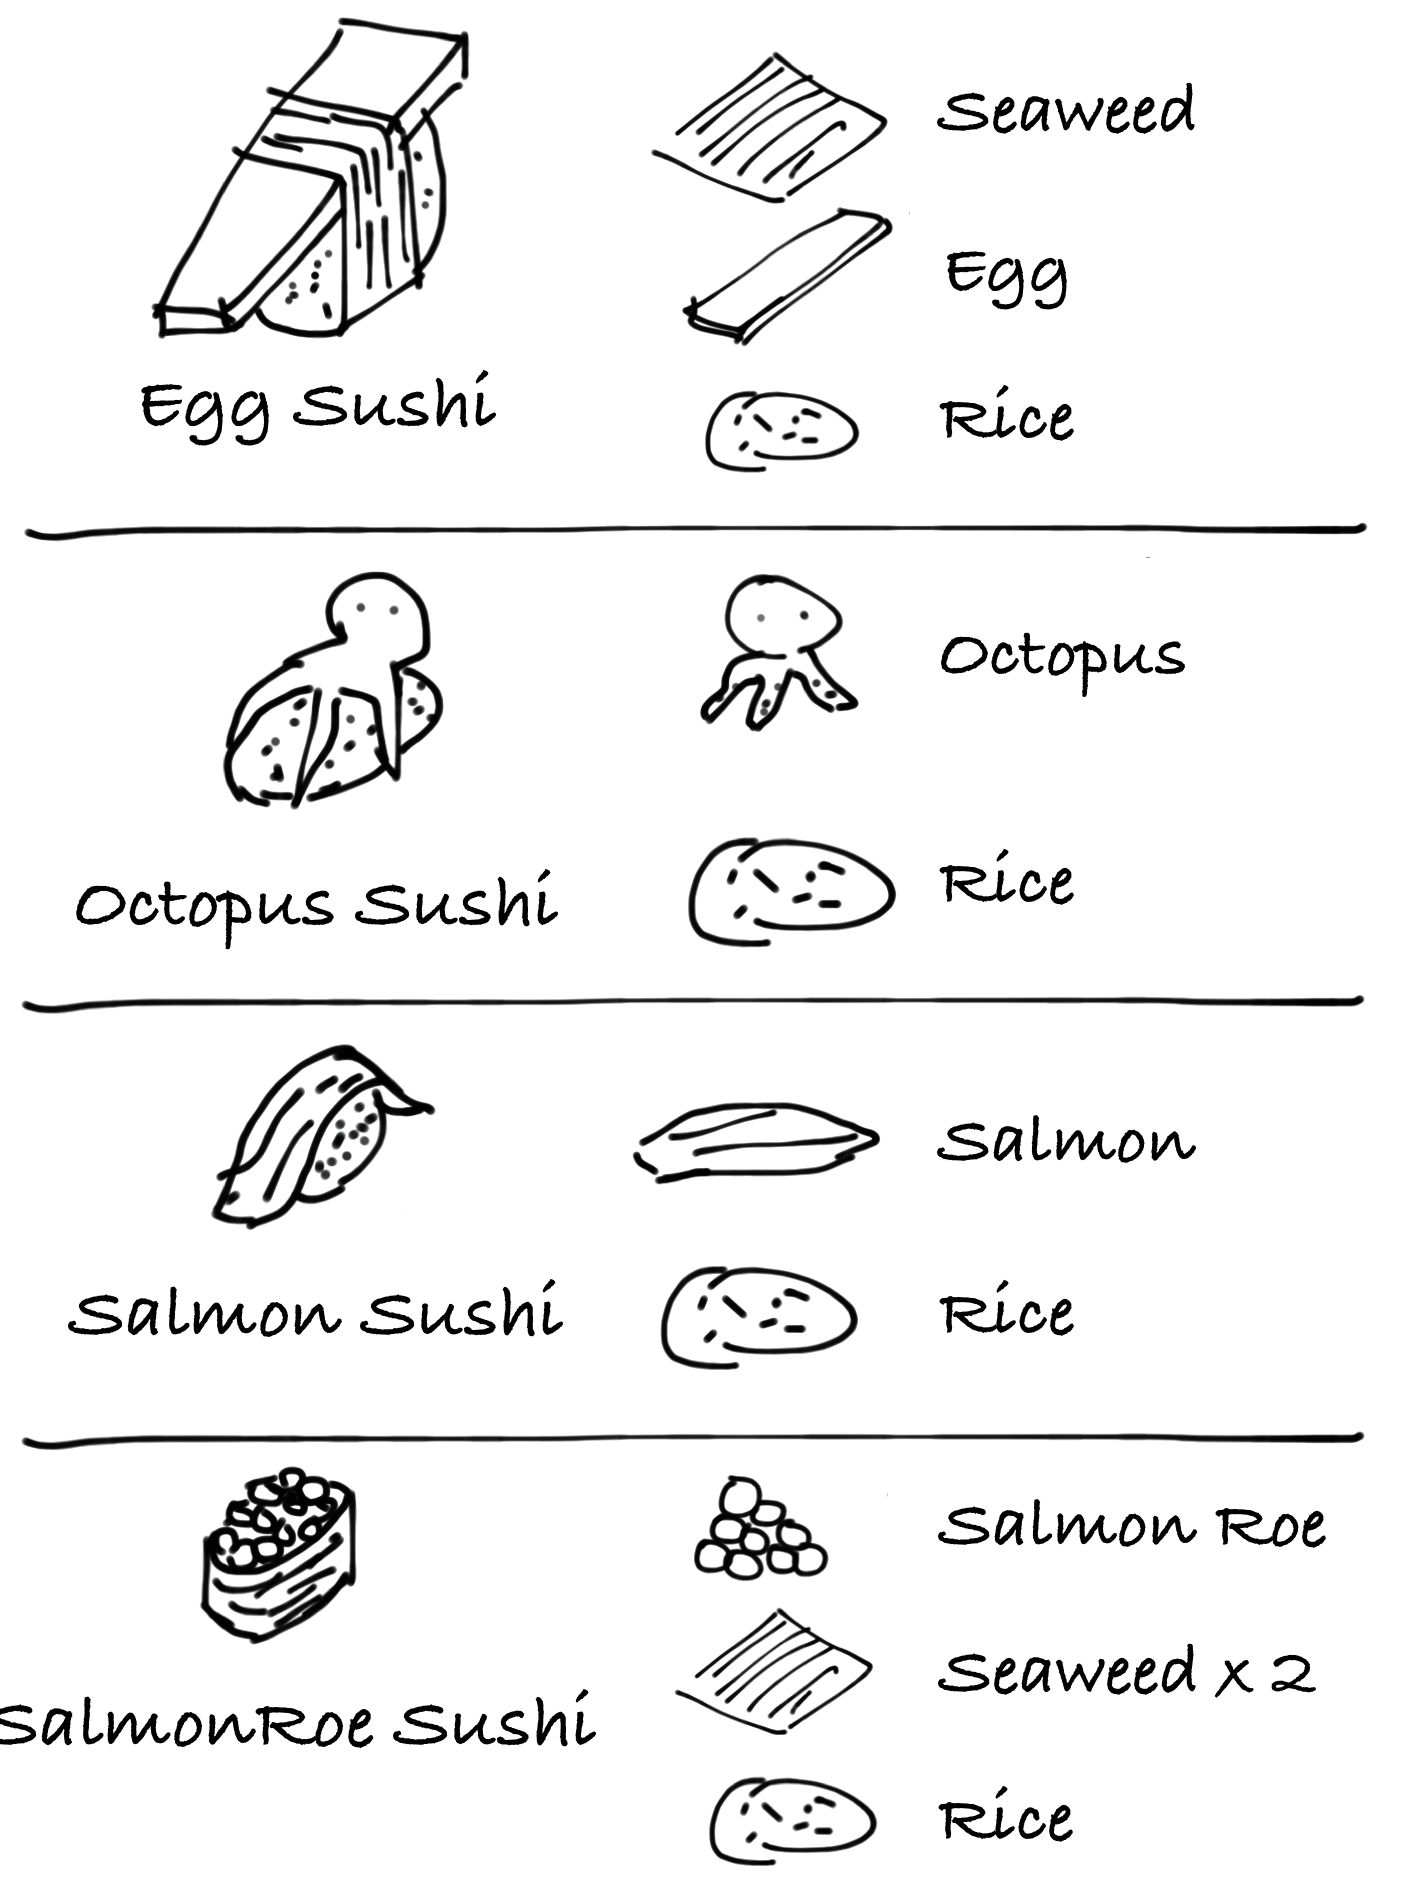 Seaweed
Egg
Egg Sushi
Rice
Octopus
Octopus Sushi
Rice
Salmon
Salmon Sushi
Rice
Salmon Roe
Seaweed x 2
SalmonRoe Sushi
Rice